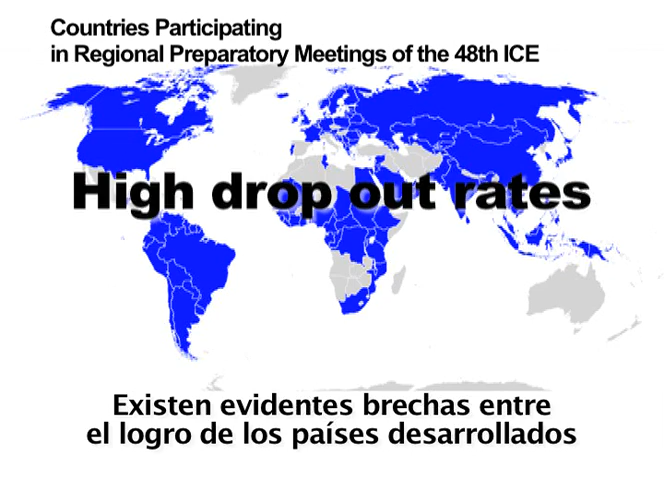 Countries Participating
in Regional Preparatory Meetings of the 48th ICE
High drop out rates
Existen evidentes brechas entre
el logro de los países desarrollados